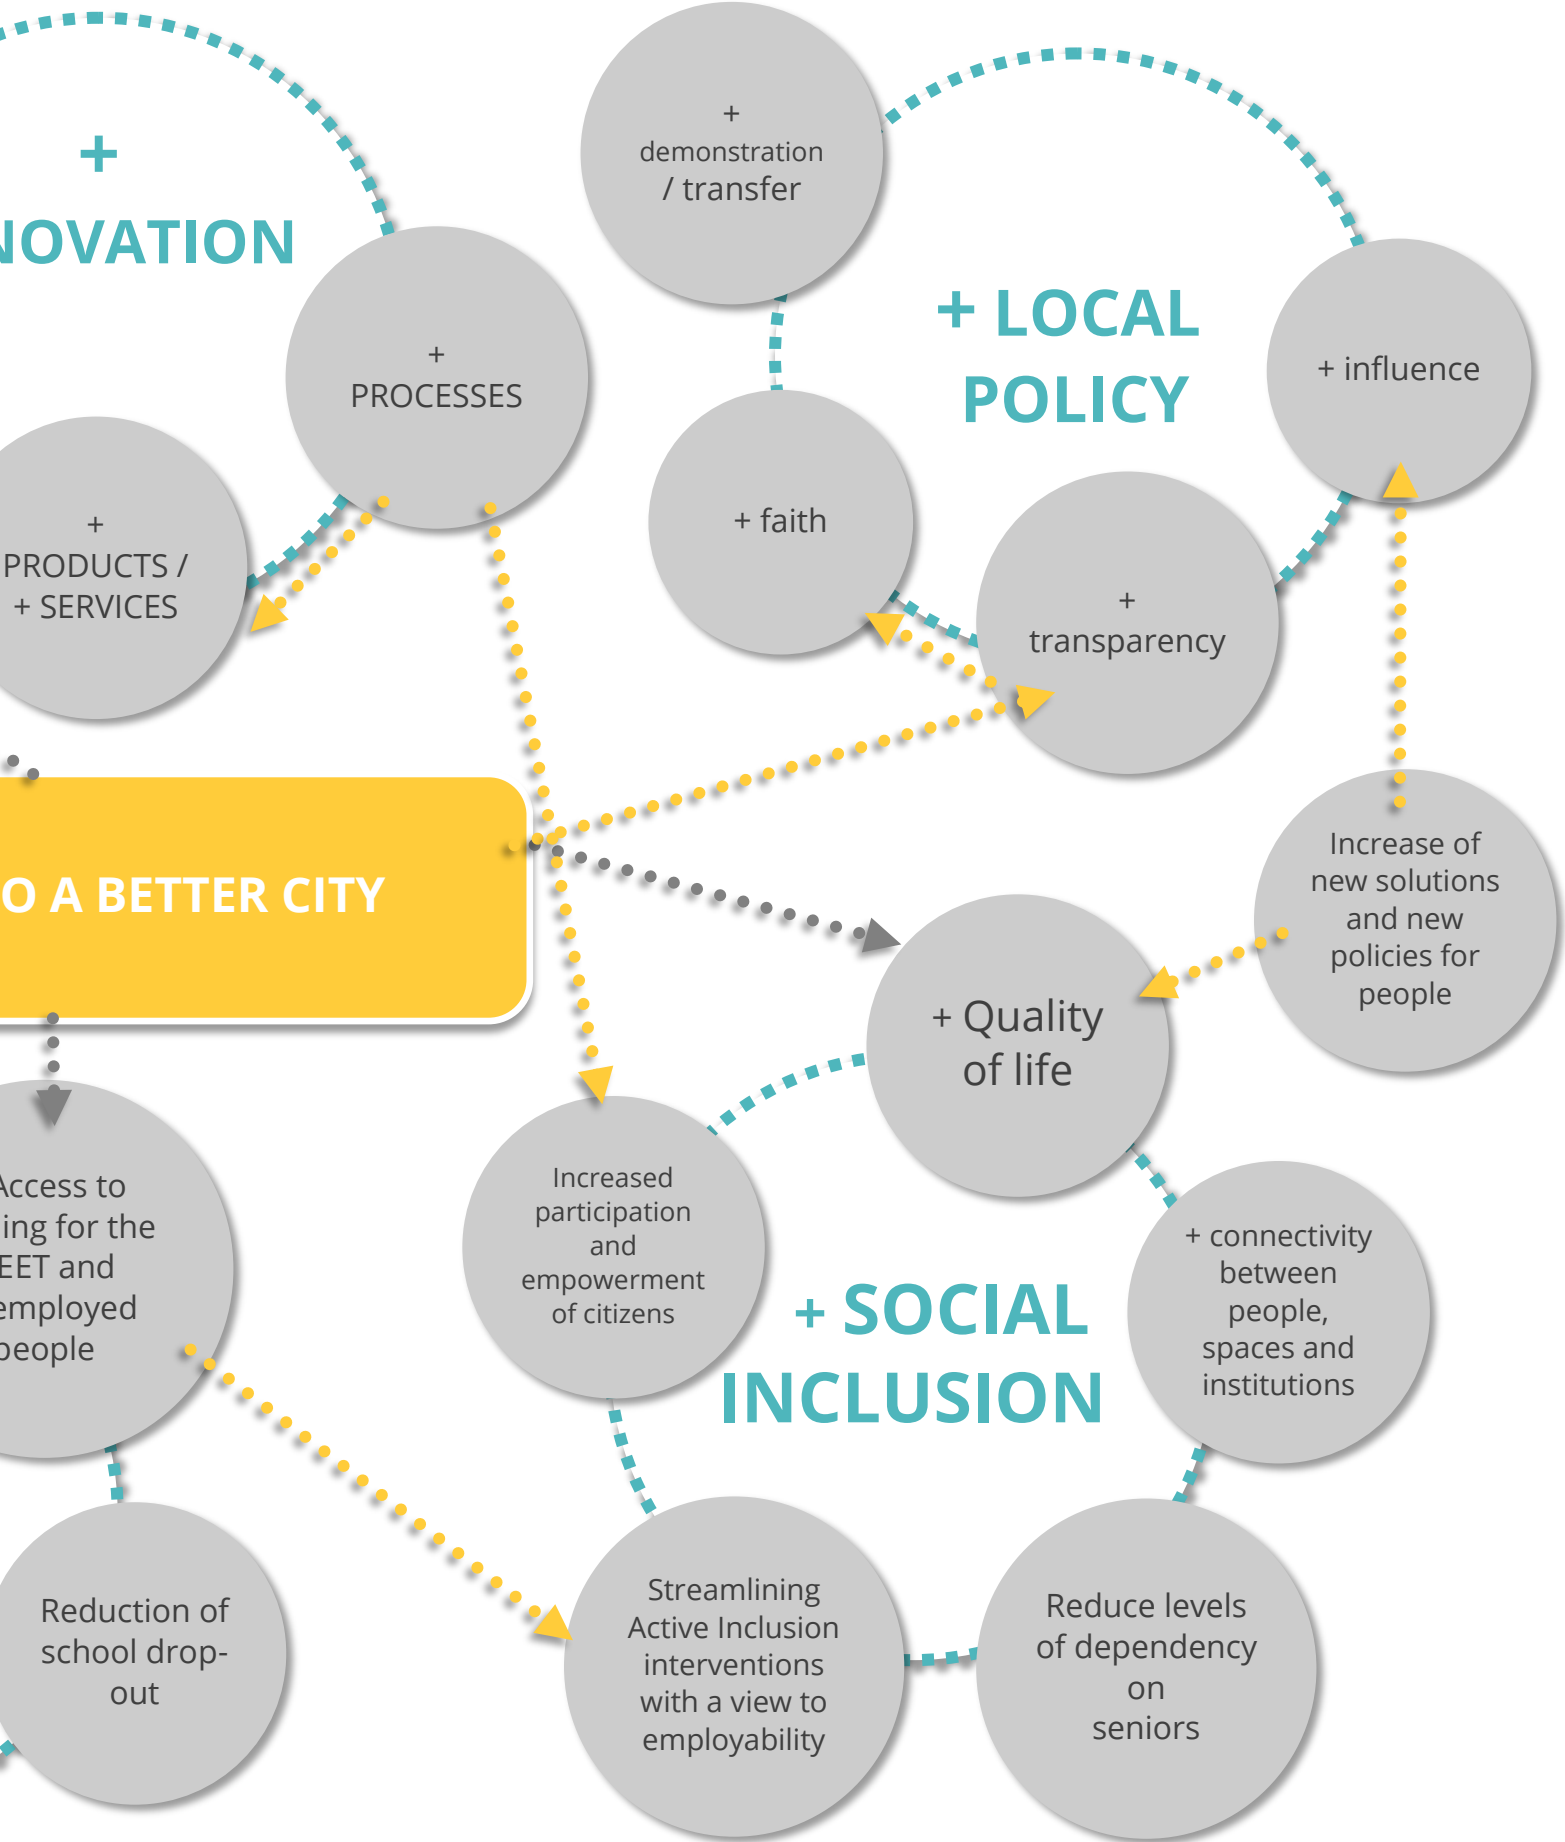 +
NOVATION
+
PROCESSES
+
PRODUCTS /
+ SERVICES
+
demonstration
/ transfer
+ LOCAL
POLICY
+ influence
+ faith
+
transparency
O A BETTER CITY
Increase of
new solutions
and new
policies for
people
+ Quality
of life
Access to
ing for the
EET and
employed
people
Increased
participation
and
empowerment
of citizens
+ SOCIAL
INCLUSION
+ connectivity
between
people,
spaces and
institutions
Reduction of
school drop-
out
Streamlining
Active Inclusion
interventions
with a view to
employability
Reduce levels
of dependency
on
seniors